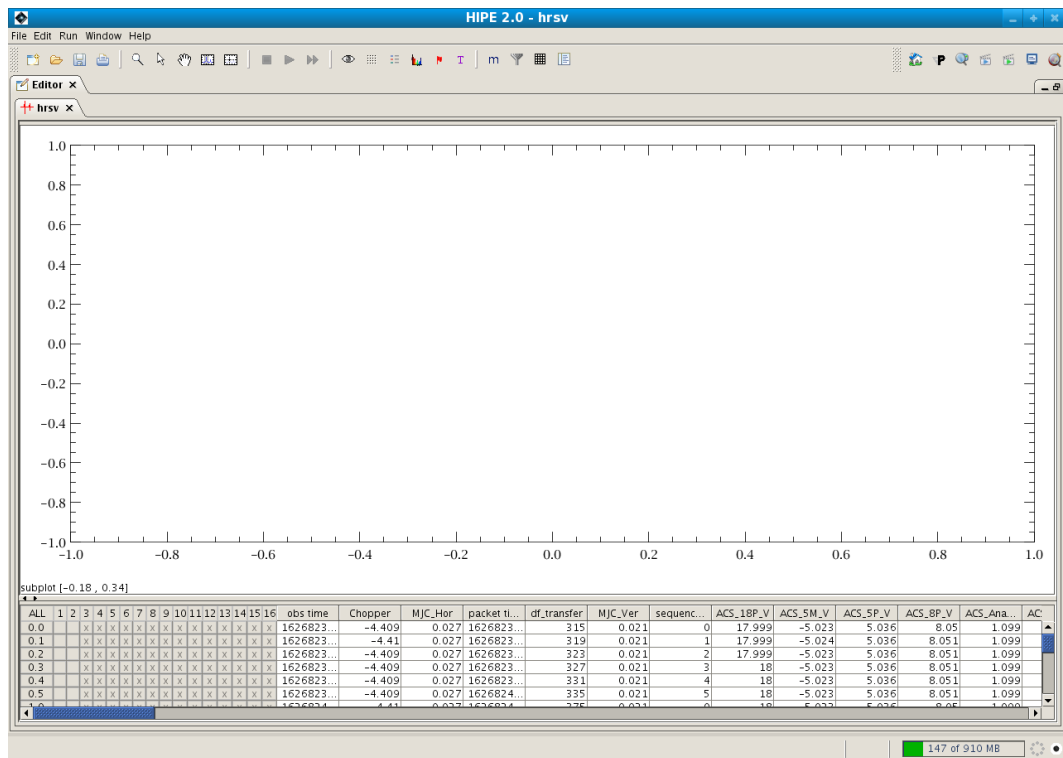 HIPE 2.0 - hrsv
File Edit Run Window Help
T m P
Editor
hrsv
1.0
0.8
0.6
0.4
0.2
0.0
−0.2
−0.4
−0.6
−0.8
−1.0
−1.0 −0.8 −0.6 −0.4 −0.2 0.0 0.2 0.4 0.6 0.8 1.0
subplot [-0.18 , 0.34]
ALL 1 2 3 4 5 6 7 8 9 10 11 12 13 14 15 16 obs time Chopper MJC_Hor packet ti... df_transfer MJC_Ver sequenc... ACS_18P_V ACS_5M_V ACS_5P_V ACS_8P_V ACS_Ana...
0.0 x x x x x x x x x x x x x x 1626823... −4.409 0.027 1626823... 315 0.021 0 17.999 −5.023 5.036 8.05 1.099
0.1 x x x x x x x x x x x x x x 1626823... −4.41 0.027 1626823... 319 0.021 1 17.999 −5.024 5.036 8.051 1.099
0.2 x x x x x x x x x x x x x x 1626823... −4.409 0.027 1626823... 323 0.021 2 17.999 −5.023 5.036 8.051 1.099
0.3 x x x x x x x x x x x x x x 1626823... −4.409 0.027 1626823... 327 0.021 3 18 −5.023 5.036 8.051 1.099
0.4 x x x x x x x x x x x x x x 1626823... −4.409 0.027 1626823... 331 0.021 4 18 −5.023 5.036 8.051 1.099
0.5 x x x x x x x x x x x x x x 1626823... −4.409 0.027 1626824... 335 0.021 5 18 −5.023 5.036 8.051 1.099
147 of 910 MB